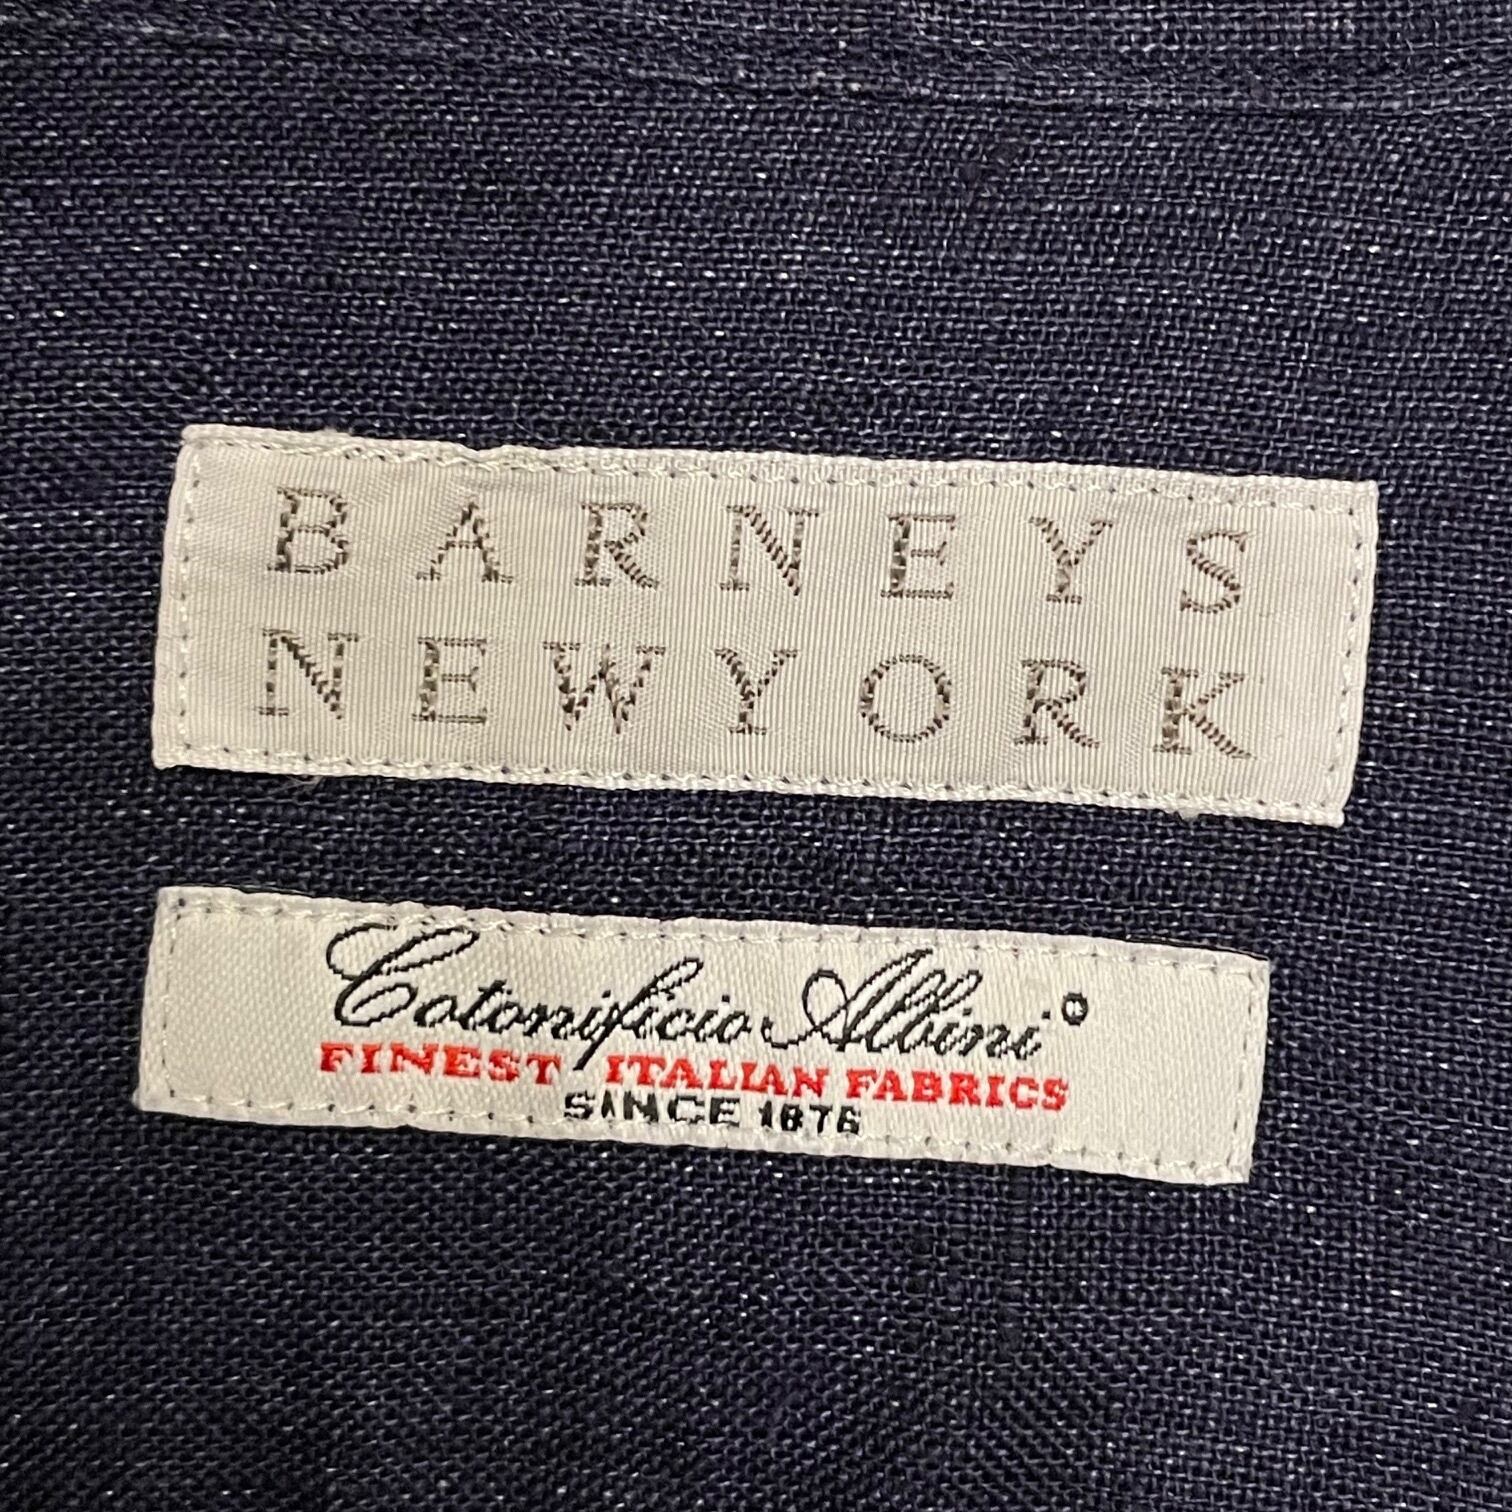 BARNEYS
NEWYORK
Cotonificio Albini
FINEST ITALIAN FABRICS
SINCE 1876